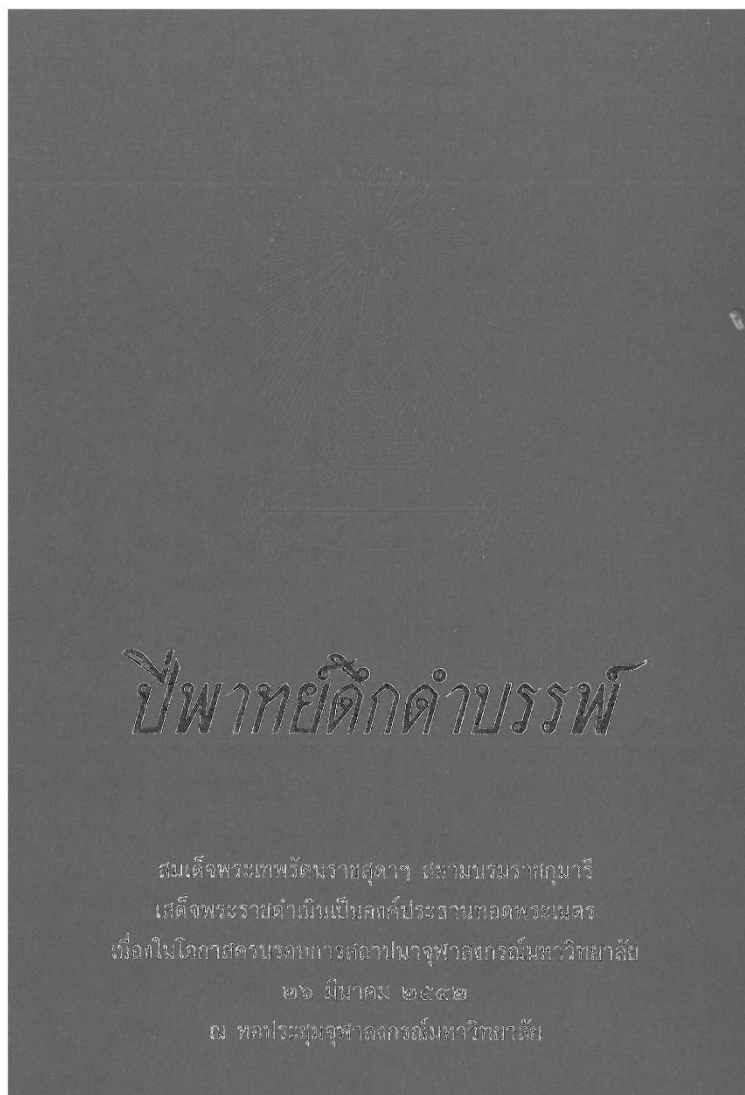 ปี่พาทย์ดึกดำบรรพ์
สมเด็จพระเทพรัตนราชสุดาฯ สยามบรมราชกุมารี
เสด็จพระราชดำเนินเป็นองค์ประธานทอดพระเนตร
เนื่องในโอกาสครบรอบการสถาปนาจุฬาลงกรณ์มหาวิทยาลัย
๒๖ มีนาคม ๒๕๔๒
ณ หอประชุมจุฬาลงกรณ์มหาวิทยาลัย